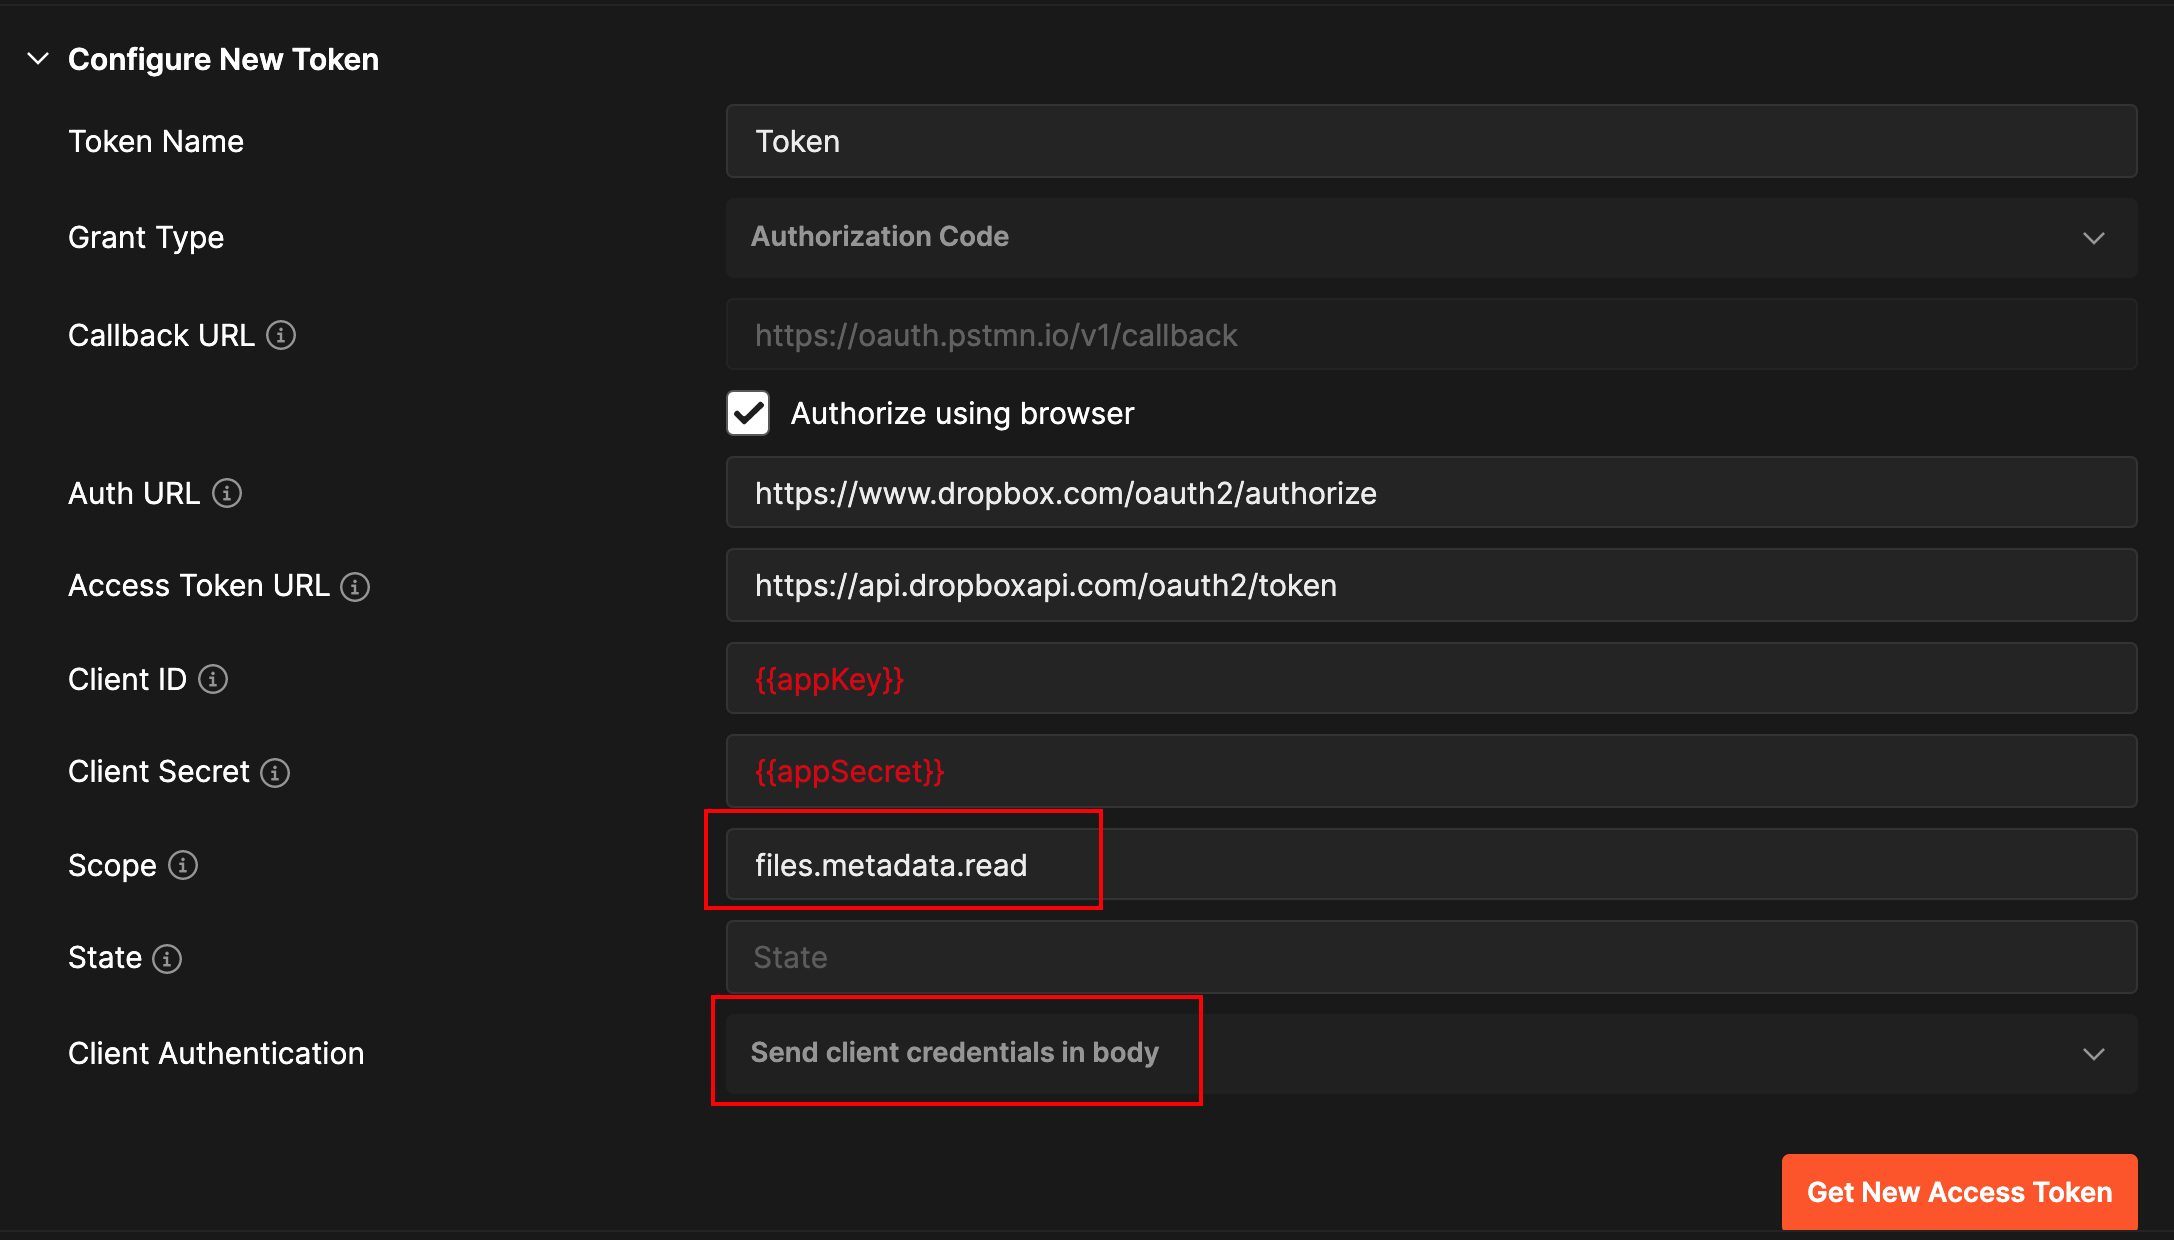 Configure New Token
Token Name
Token
Grant Type
Authorization Code
Callback URL
https://oauth.pstmn.io/v1/callback
Authorize using browser
Auth URL
https://www.dropbox.com/oauth2/authorize
Access Token URL
https://api.dropboxapi.com/oauth2/token
Client ID
{{appKey}}
Client Secret
{{appSecret}}
Scope
files.metadata.read
State
State
Client Authentication
Send client credentials in body
Get New Access Token